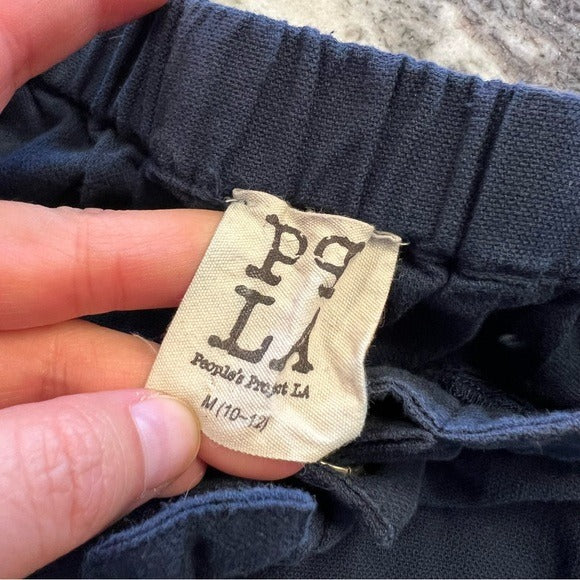 PP
LA
People's Project LA
M (10-12)